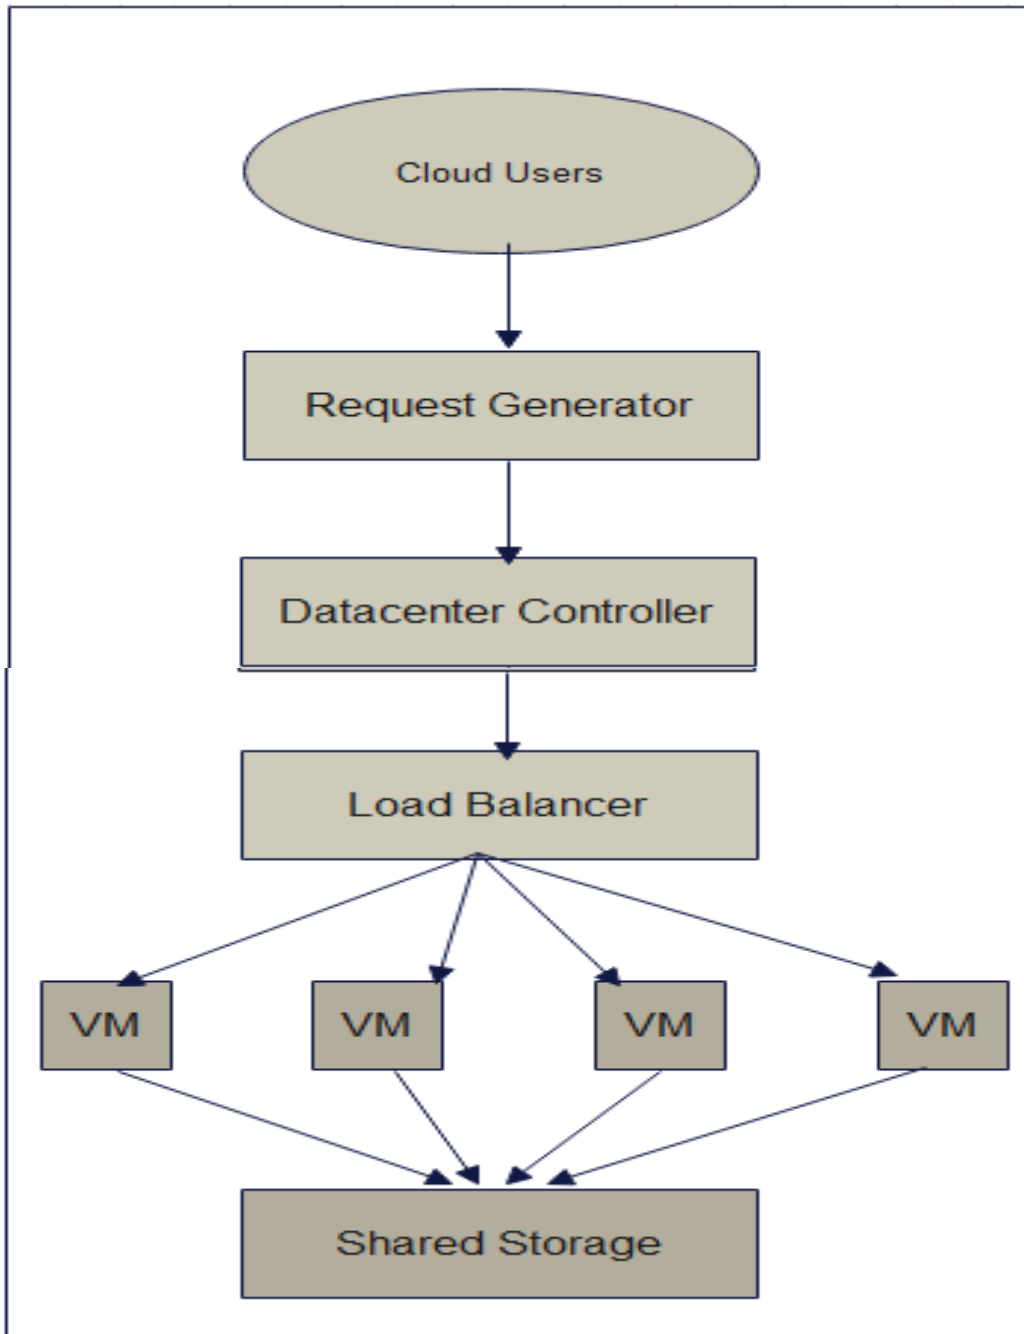 Cloud Users
Request Generator
Datacenter Controller
Load Balancer
VM
VM
VM
VM
Shared Storage